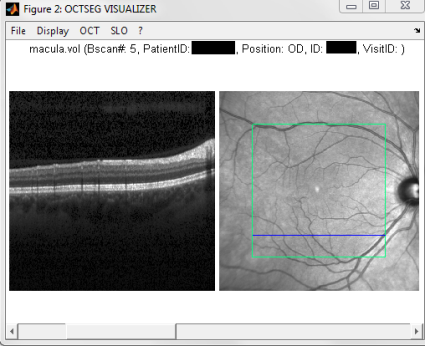 Figure 2: OCTSEG VISUALIZER
File Display OCT SLO ?
macula.vol (Bscan#: 5, PatientID: , Position: OD, ID: , VisitID: )